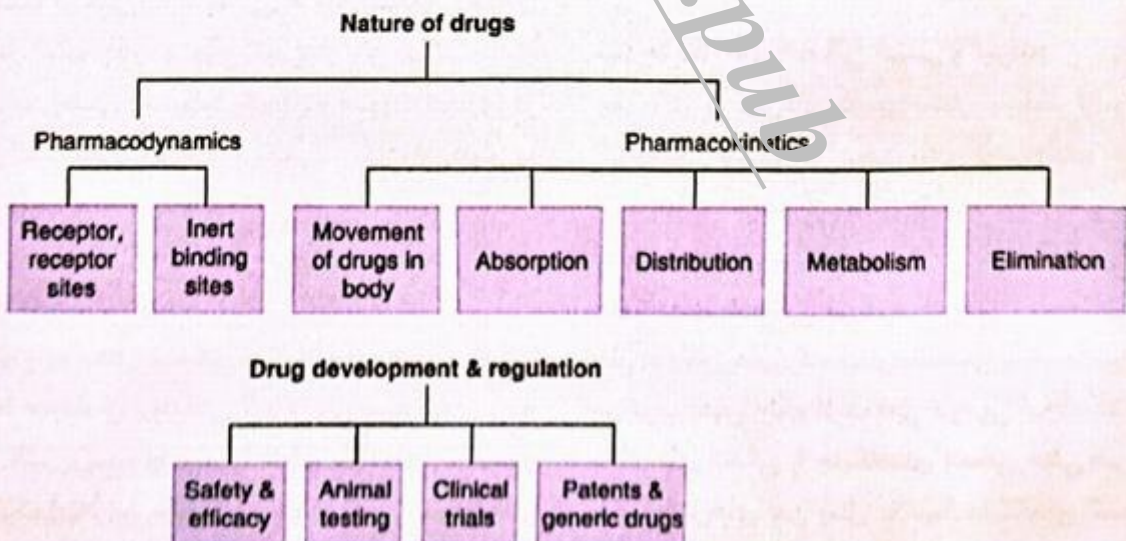 Nature of drugs
Pharmacodynamics
Pharmacokinetics
Receptor,
receptor
sites
Inert
binding
sites
Movement
of drugs in
body
Absorption
Distribution
Metabolism
Elimination
Drug development & regulation
Safety &
efficacy
Animal
testing
Clinical
trials
Patents &
generic drugs
pub